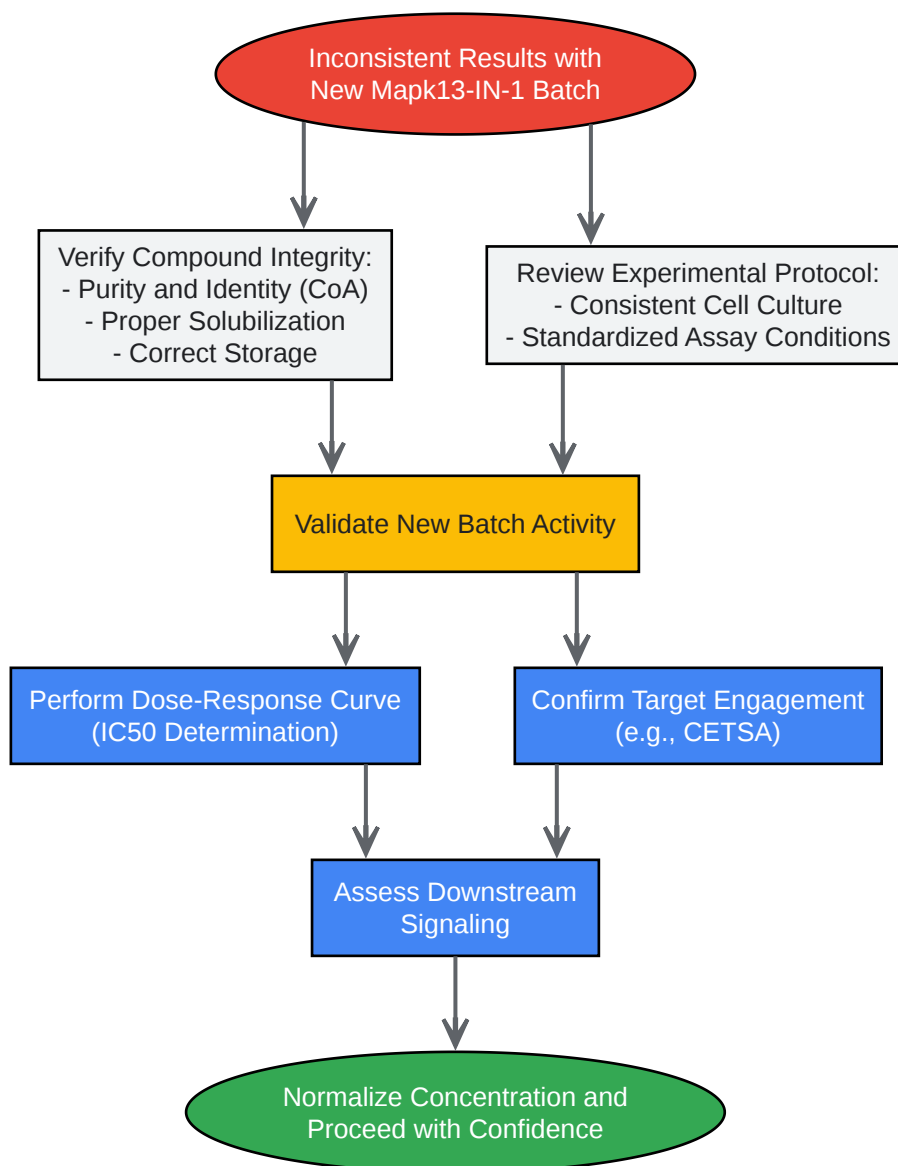 Inconsistent Results with
New Mapk13-IN-1 Batch
Verify Compound Integrity:
- Purity and Identity (CoA)
- Proper Solubilization
- Correct Storage
Review Experimental Protocol:
- Consistent Cell Culture
- Standardized Assay Conditions
Validate New Batch Activity
Perform Dose-Response Curve
(IC50 Determination)
Confirm Target Engagement
(e.g., CETSA)
Assess Downstream
Signaling
Normalize Concentration and
Proceed with Confidence